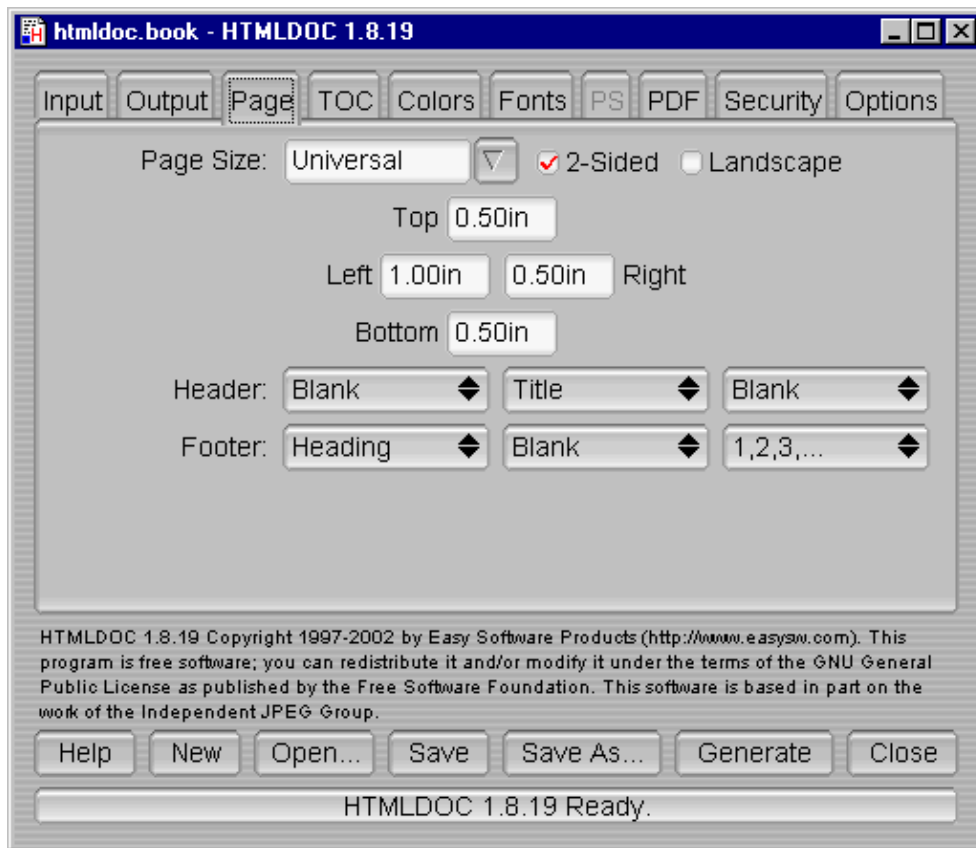 htmldoc.book - HTMLDOC 1.8.19
Input Output Page TOC Colors Fonts PS PDF Security Options
Page Size: Universal 2-Sided Landscape
Top 0.50in
Left 1.00in 0.50in Right
Bottom 0.50in
Header: Blank Title Blank
Footer: Heading Blank 1,2,3,...
HTMLDOC 1.8.19 Copyright 1997-2002 by Easy Software Products (http://www.easysw.com). This
program is free software; you can redistribute it and/or modify it under the terms of the GNU General
Public License as published by the Free Software Foundation. This software is based in part on the
work of the Independent JPEG Group.
Help New Open... Save Save As... Generate Close
HTMLDOC 1.8.19 Ready.